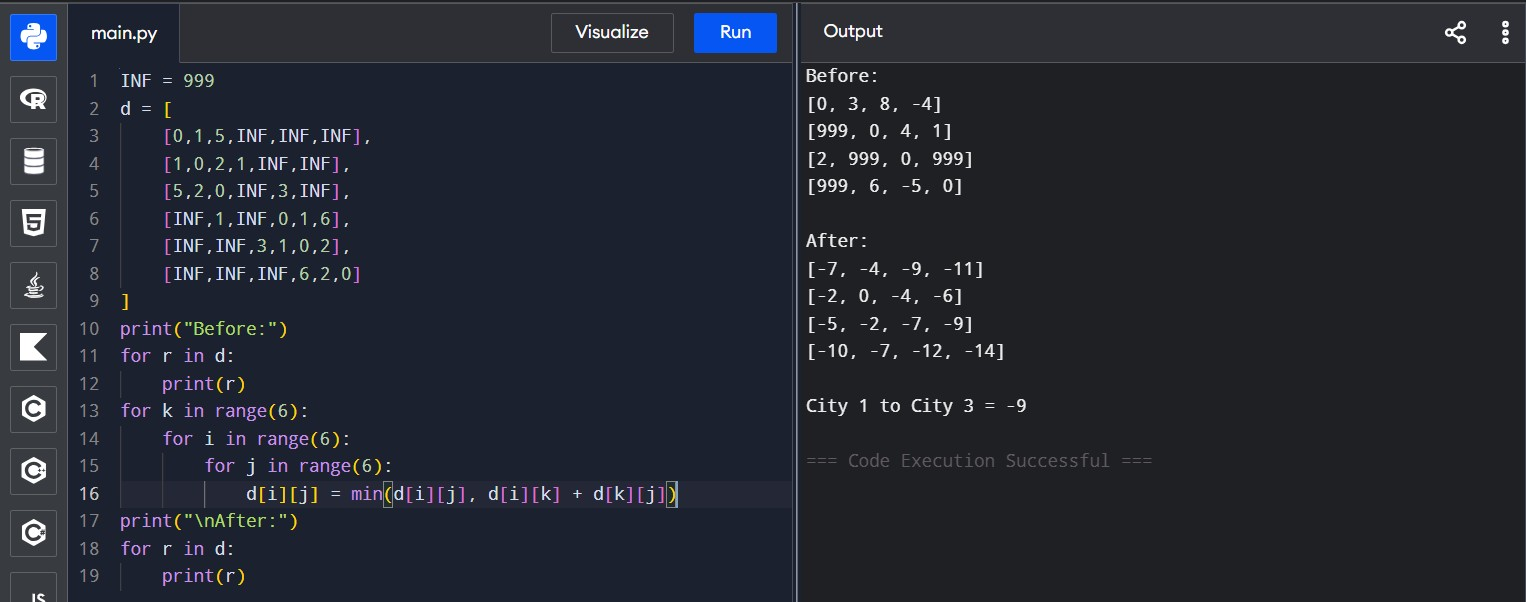 main.py
Visualize
Run
Output
1 INF = 999
2 d = [
3     [0,1,5,INF,INF,INF],
4     [1,0,2,1,INF,INF],
5     [5,2,0,INF,3,INF],
6     [INF,1,INF,0,1,6],
7     [INF,INF,3,1,0,2],
8     [INF,INF,INF,6,2,0]
9 ]
10 print("Before:")
11 for r in d:
12     print(r)
13 for k in range(6):
14     for i in range(6):
15         for j in range(6):
16             d[i][j] = min(d[i][j], d[i][k] + d[k][j])
17 print("\nAfter:")
18 for r in d:
19     print(r)
Before:
[0, 3, 8, -4]
[999, 0, 4, 1]
[2, 999, 0, 999]
[999, 6, -5, 0]
After:
[-7, -4, -9, -11]
[-2, 0, -4, -6]
[-5, -2, -7, -9]
[-10, -7, -12, -14]
City 1 to City 3 = -9
=== Code Execution Successful ===
R
5
C
C++
C
JS